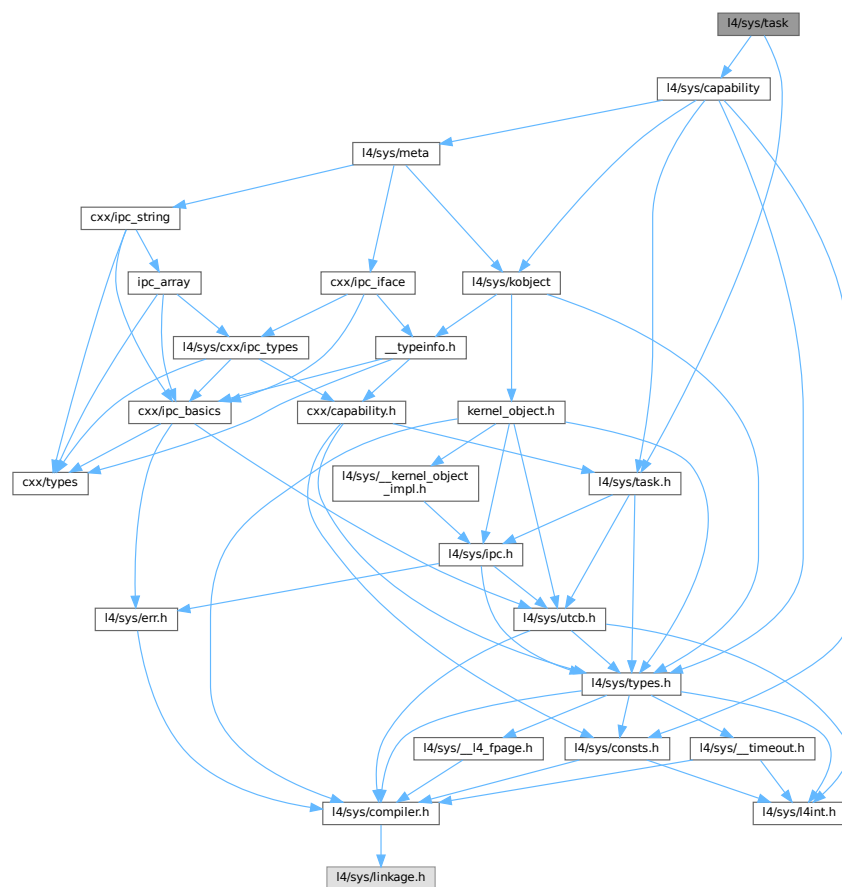 l4/sys/task
l4/sys/capability
l4/sys/meta
cxx/ipc_string
ipc_array
cxx/ipc_iface
l4/sys/kobject
l4/sys/cxx/ipc_types
__typeinfo.h
cxx/ipc_basics
cxx/capability.h
kernel_object.h
cxx/types
l4/sys/__kernel_object
_impl.h
l4/sys/task.h
l4/sys/ipc.h
l4/sys/err.h
l4/sys/utcb.h
l4/sys/types.h
l4/sys/__l4_fpage.h
l4/sys/consts.h
l4/sys/__timeout.h
l4/sys/compiler.h
l4/sys/l4int.h
l4/sys/linkage.h